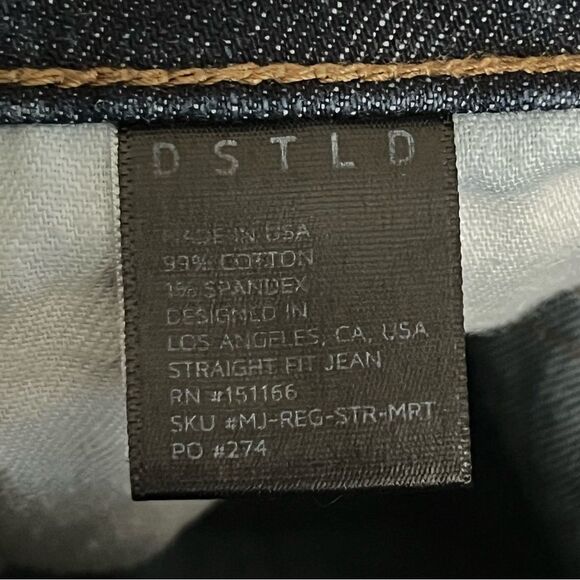 DSTLD
MADE IN USA
99% COTTON
1% SPANDEX
DESIGNED IN
LOS ANGELES, CA, USA
STRAIGHT FIT JEAN
RN #151166
SKU #MJ-REG-STR-MRT
PO #274